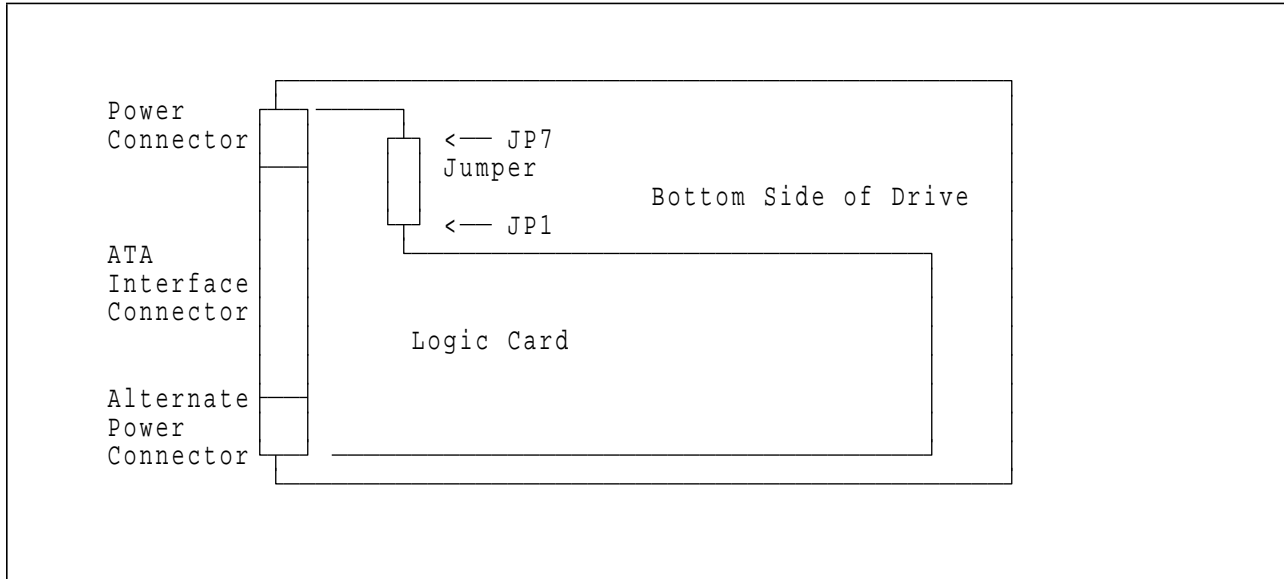 Power
Connector
<── JP7
Jumper
Bottom Side of Drive
<── JP1
ATA
Interface
Connector
Logic Card
Alternate
Power
Connector